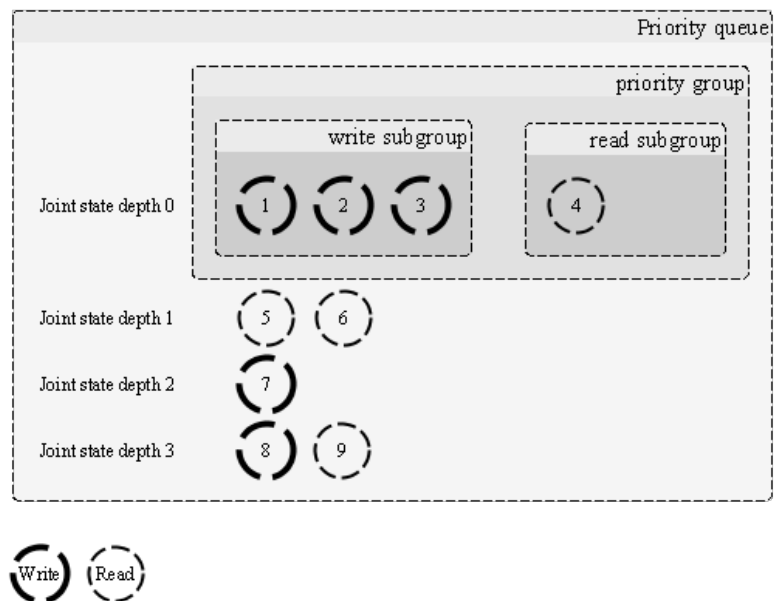 Priority queue
priority group
write subgroup read subgroup
Joint state depth 0 1 2 3 4
Joint state depth 1 5 6
Joint state depth 2 7
Joint state depth 3 8 9
Write Read